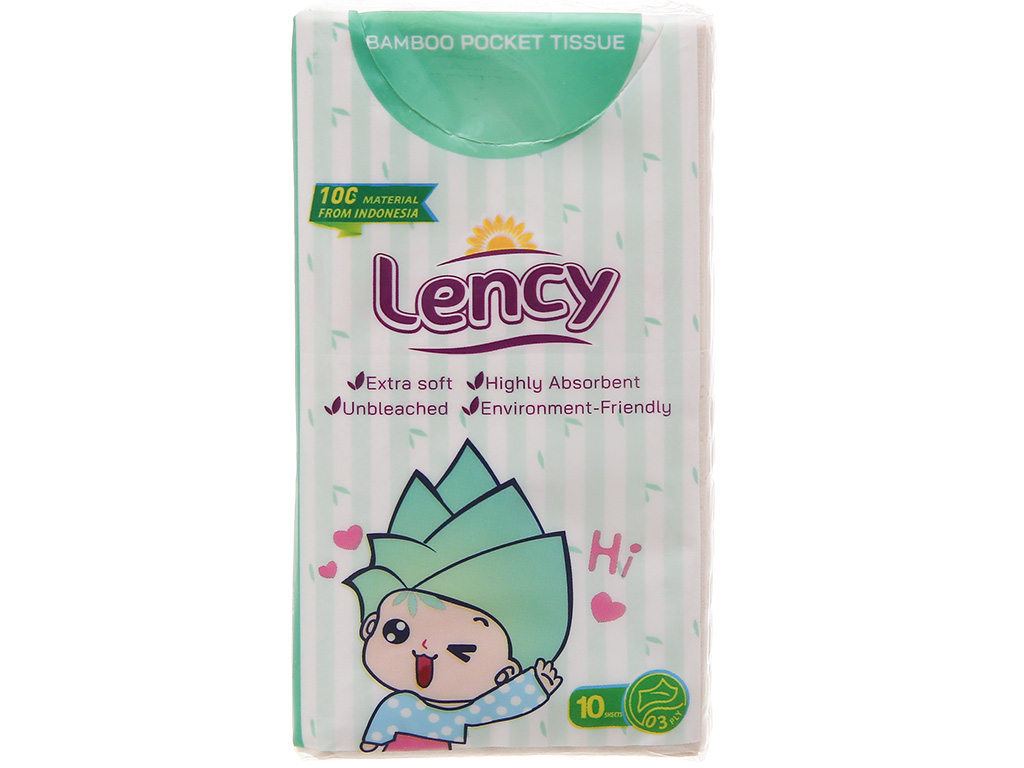 BAMBOO POCKET TISSUE
100 MATERIAL
FROM INDONESIA
Lency
Extra soft Highly Absorbent
Unbleached Environment-Friendly
Hi
10 SHEETS
03 PLY